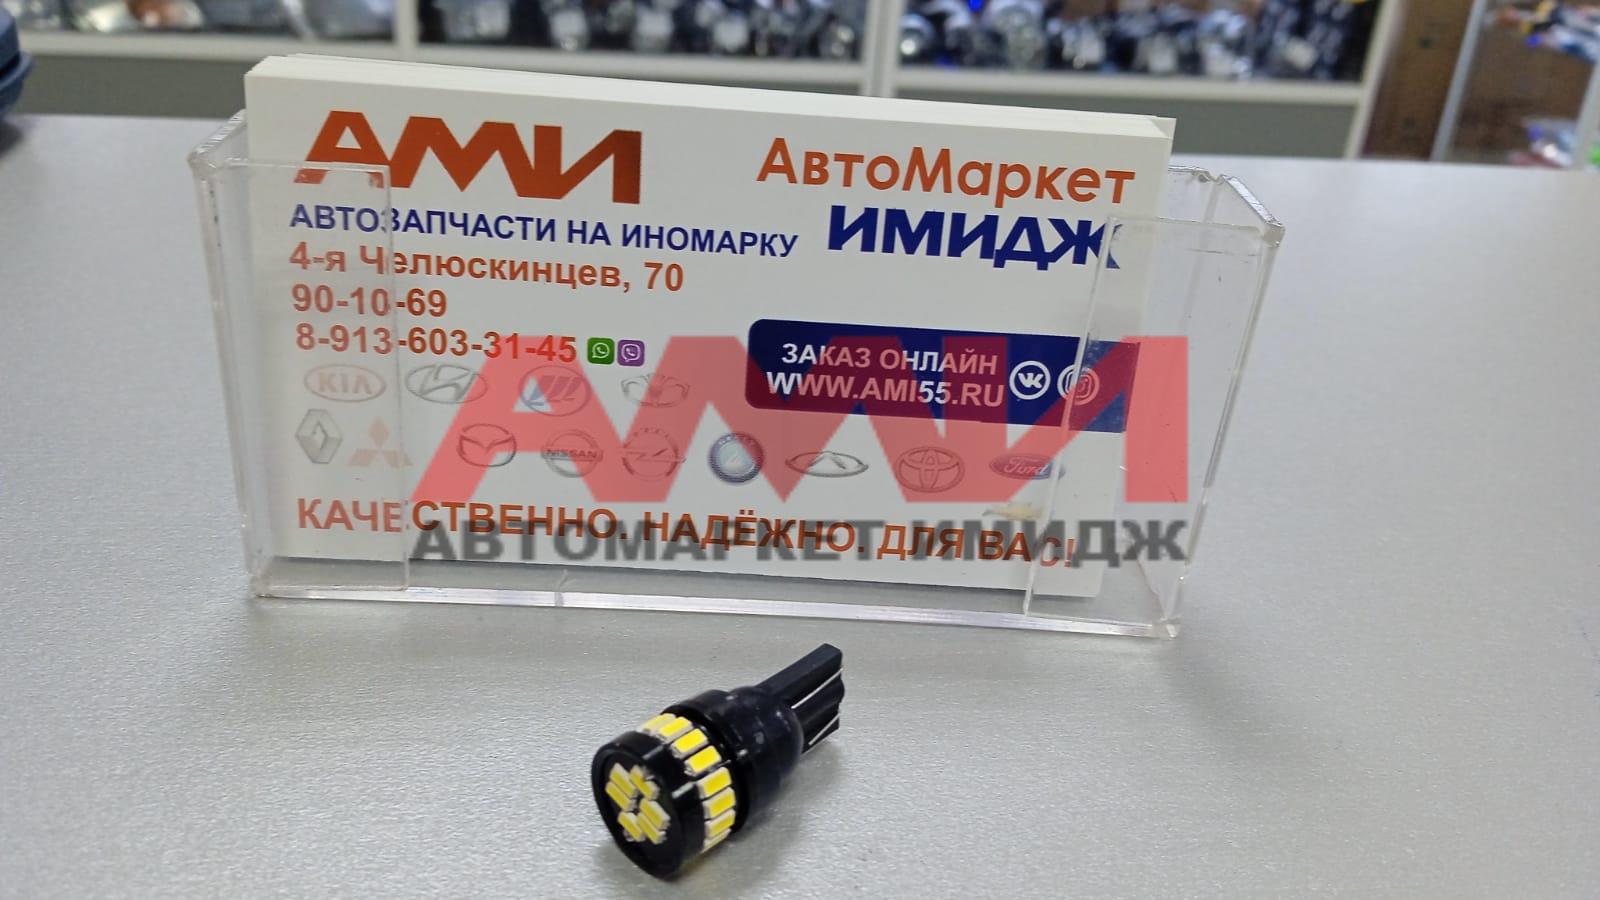 АМИ
АвтоМаркет
ИМИДЖ
АВТОЗАПЧАСТИ НА ИНОМАРКУ
4-я Челюскинцев, 70
90-10-69
8-913-603-31-45
ЗАКАЗ ОНЛАЙН
WWW.AMI55.RU
KIA
NISSAN
Ford
КАЧЕСТВЕННО. НАДЁЖНО. ДЛЯ ВАС!
АМИ
АВТОМАРКЕТ ИМИДЖ